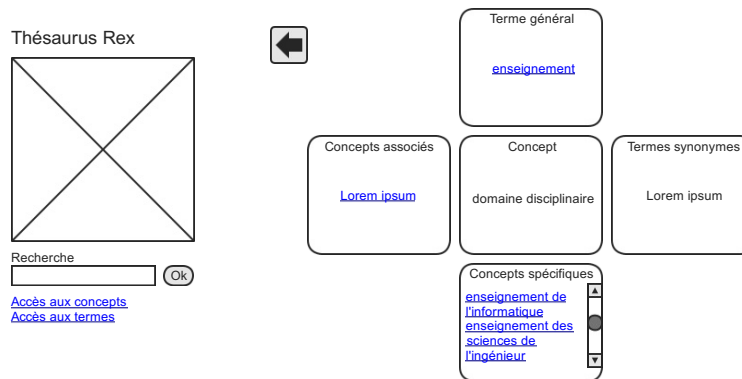 Thésaurus Rex
Recherche
Ok
Accès aux concepts
Accès aux termes
Terme général
enseignement
Concepts associés
Lorem ipsum
Concept
domaine disciplinaire
Termes synonymes
Lorem ipsum
Concepts spécifiques
enseignement de
l'informatique
enseignement des
sciences de
l'ingénieur